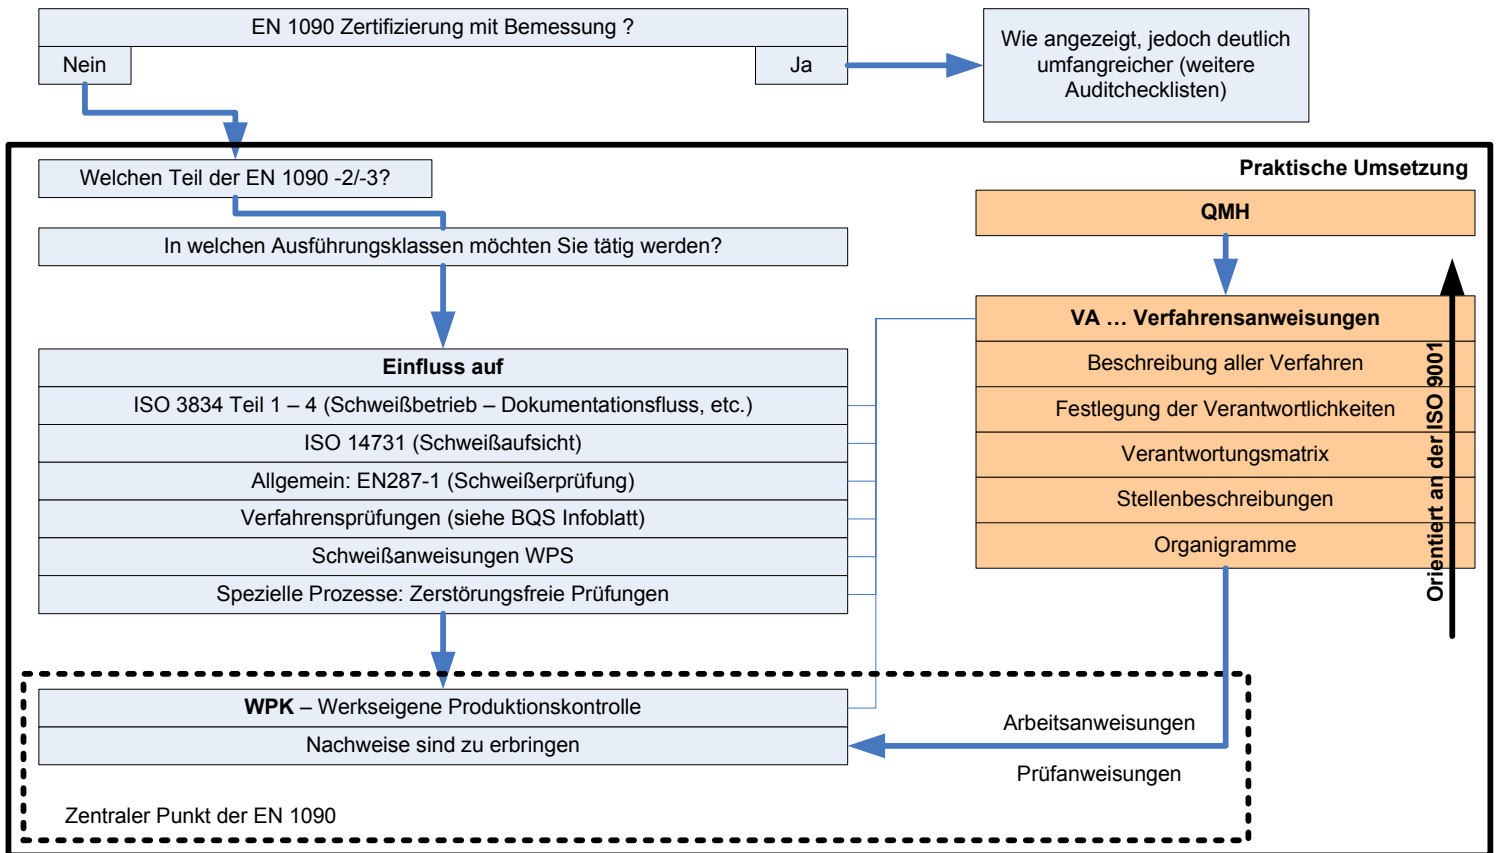 EN 1090 Zertifizierung mit Bemessung ?
Nein
Ja
Wie angezeigt, jedoch deutlich
umfangreicher (weitere
Auditchecklisten)
Praktische Umsetzung
Welchen Teil der EN 1090 -2/-3?
In welchen Ausführungsklassen möchten Sie tätig werden?
Einfluss auf
ISO 3834 Teil 1 – 4 (Schweißbetrieb – Dokumentationsfluss, etc.)
ISO 14731 (Schweißaufsicht)
Allgemein: EN287-1 (Schweißerprüfung)
Verfahrensprüfungen (siehe BQS Infoblatt)
Schweißanweisungen WPS
Spezielle Prozesse: Zerstörungsfreie Prüfungen
QMH
VA ... Verfahrensanweisungen
Beschreibung aller Verfahren
Festlegung der Verantwortlichkeiten
Verantwortungsmatrix
Stellenbeschreibungen
Organigramme
Orientiert an der ISO 9001
WPK – Werkseigene Produktionskontrolle
Nachweise sind zu erbringen
Arbeitsanweisungen
Prüfanweisungen
Zentraler Punkt der EN 1090